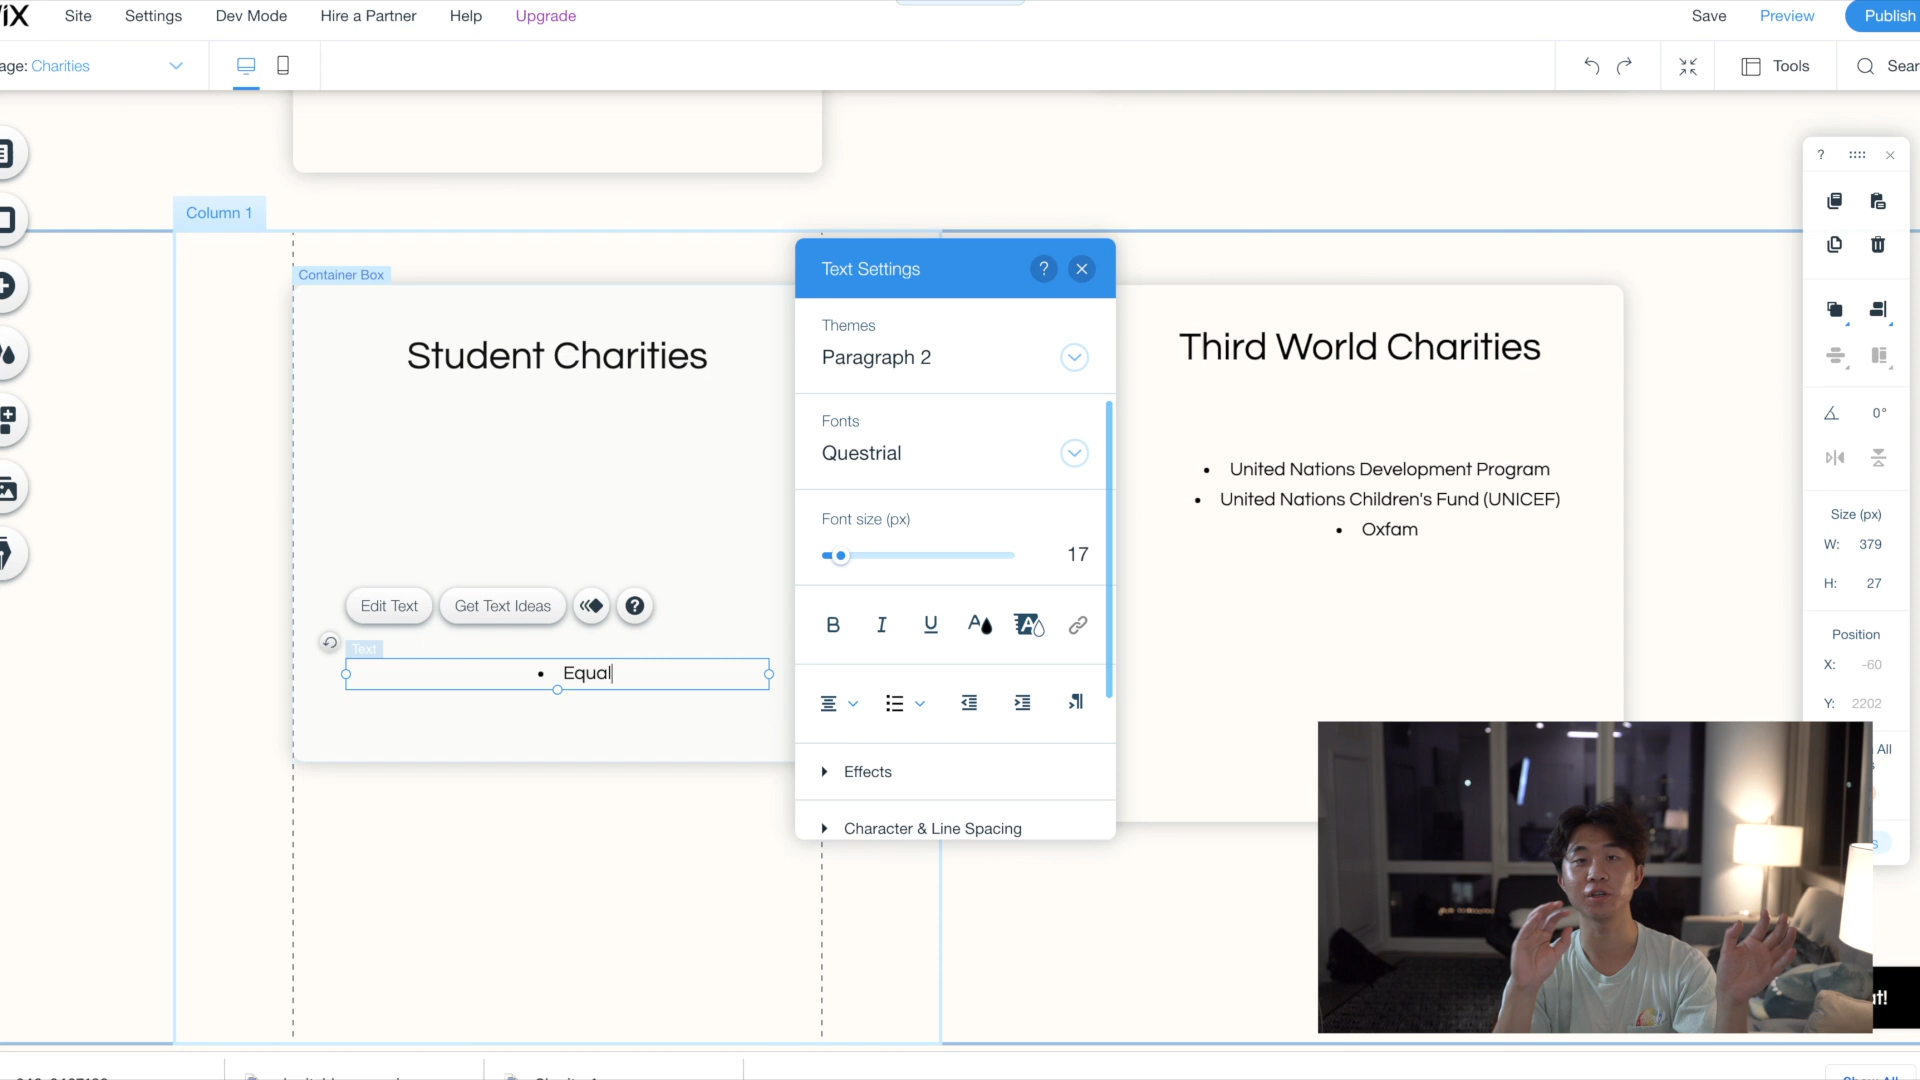 Site Settings Dev Mode Hire a Partner Help Upgrade Save Preview Publish
Charities Tools
Column 1
Container Box
Student Charities
Edit Text Get Text Ideas
Text
• Equal
Text Settings ?
Themes
Paragraph 2
Fonts
Questrial
Font size (px)
17
B I U
Effects
Character & Line Spacing
Third World Charities
• United Nations Development Program
• United Nations Children's Fund (UNICEF)
• Oxfam
?
0°
Size (px)
W: 379
H: 27
Position
X: -60
Y: 2202
All